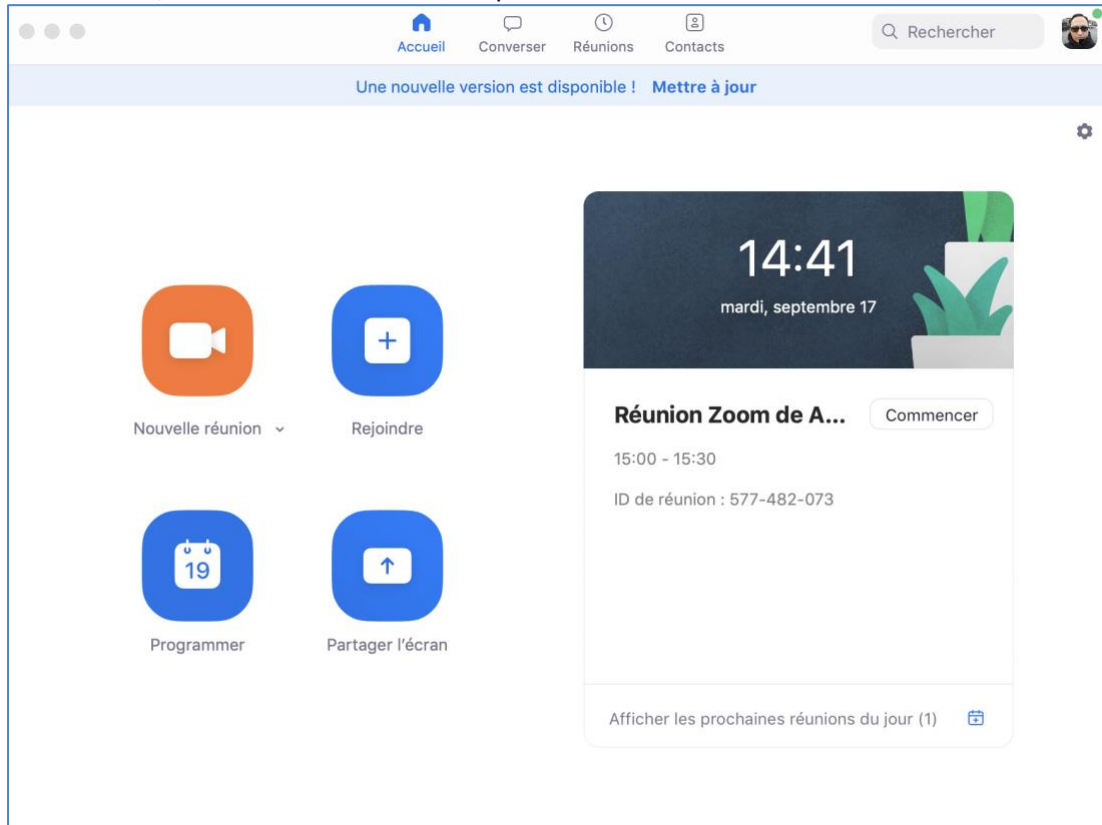 Accueil
Converser
Réunions
Contacts
Rechercher
Une nouvelle version est disponible ! Mettre à jour
14:41
mardi, septembre 17
Nouvelle réunion
Rejoindre
Réunion Zoom de A...
Commencer
15:00 - 15:30
ID de réunion : 577-482-073
19
Programmer
Partager l'écran
Afficher les prochaines réunions du jour (1)